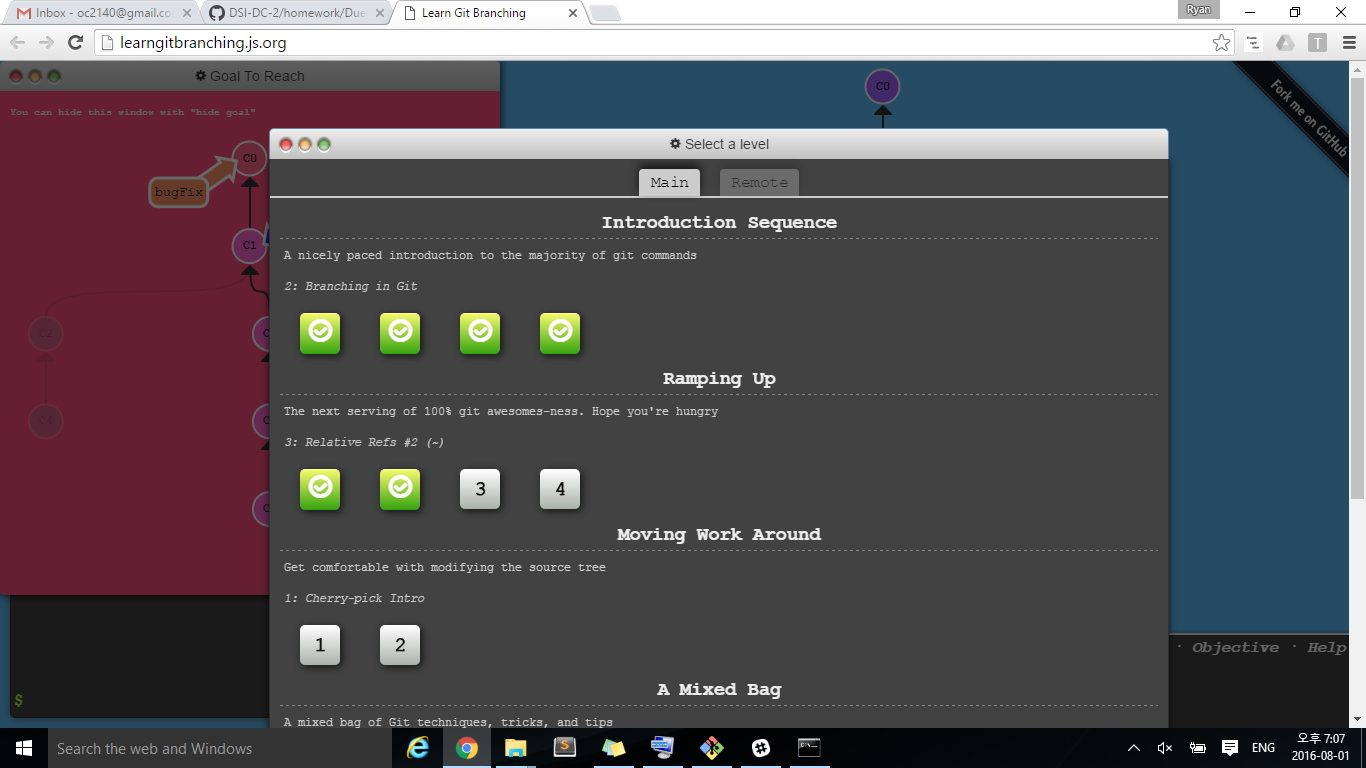 Inbox - oc2140@gmail.co
DSI-DC-2/homework/Due
Learn Git Branching
Ryan
learngitbranching.js.org
T
Goal To Reach
You can hide this window with "hide goal"
C0
bugFix
C1
C2
C4
C0
Fork me on GitHub
Select a level
Main
Remote
Introduction Sequence
A nicely paced introduction to the majority of git commands
2: Branching in Git
Ramping Up
The next serving of 100% git awesomes-ness. Hope you're hungry
3: Relative Refs #2 (~)
3
4
Moving Work Around
Get comfortable with modifying the source tree
1: Cherry-pick Intro
1
2
A Mixed Bag
A mixed bag of Git techniques, tricks, and tips
· Objective · Help
$
Search the web and Windows
ENG
오후 7:07
2016-08-01